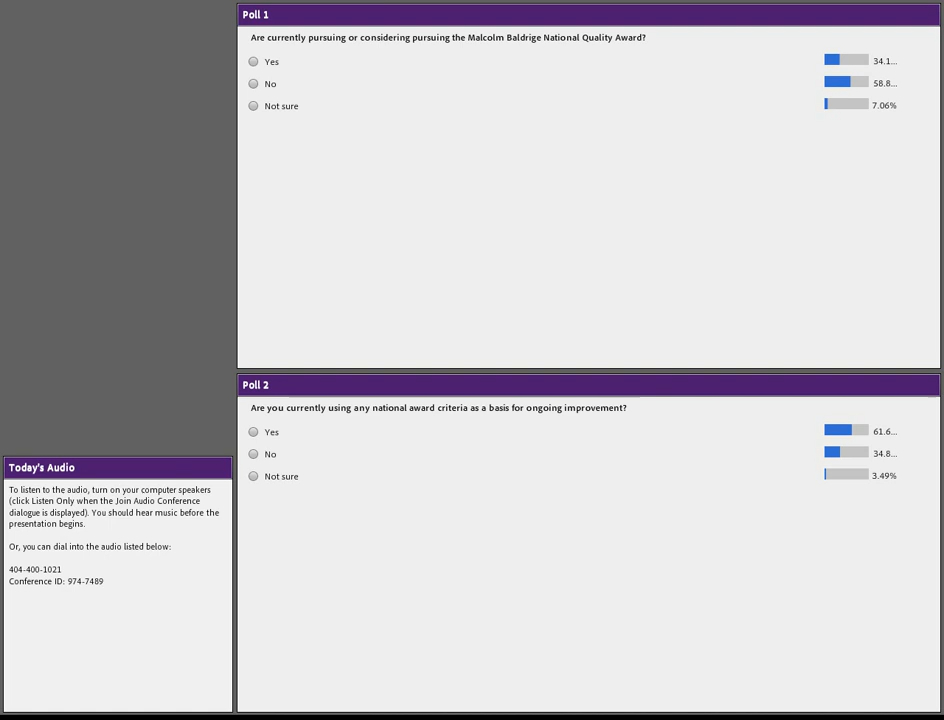 Poll 1
Are currently pursuing or considering pursuing the Malcolm Baldrige National Quality Award?
Yes 34.1...
No 58.8...
Not sure 7.06%
Poll 2
Are you currently using any national award criteria as a basis for ongoing improvement?
Yes 61.6...
No 34.8...
Not sure 3.49%
Today's Audio
To listen to the audio, turn on your computer speakers
(click Listen Only when the Join Audio Conference
dialogue is displayed). You should hear music before the
presentation begins.
Or, you can dial into the audio listed below:
404-400-1021
Conference ID: 974-7489